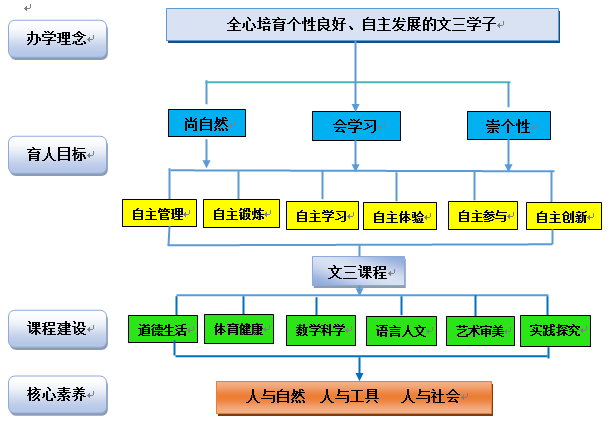 办学理念
全心培育个性良好、自主发展的文三学子
尚自然
会学习
崇个性
育人目标
自主管理
自主锻炼
自主学习
自主体验
自主参与
自主创新
文三课程
课程建设
道德生活
体育健康
数学科学
语言人文
艺术审美
实践探究
核心素养
人与自然 人与工具 人与社会